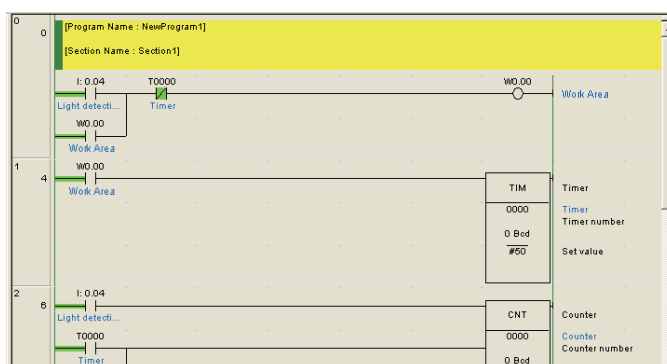 0
0
[Program Name : NewProgram1]
[Section Name : Section1]
I: 0.04
T0000
W0.00
Work Area
Light detecti...
Timer
W0.00
Work Area
1
4
W0.00
Work Area
TIM
Timer
0000
Timer
Timer number
0 Bcd
#50
Set value
2
6
I: 0.04
Light detecti...
CNT
Counter
T0000
Timer
0000
Counter
Counter number
0 Bcd